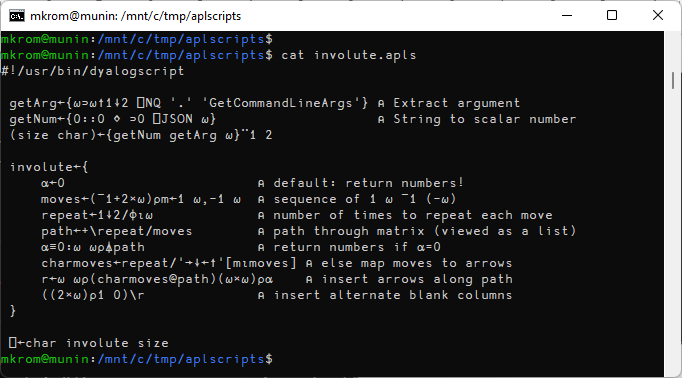 mkrom@munin: /mnt/c/tmp/aplscripts
mkrom@munin:/mnt/c/tmp/aplscripts$
mkrom@munin:/mnt/c/tmp/aplscripts$ cat involute.apls
#!/usr/bin/dyalogscript
getArg←{⍵⊃⍵↑1↓2 ⎕NQ '.' 'GetCommandLineArgs'} ⍝ Extract argument
getNum←{0::0 ⋄ ⊃0 ⎕JSON ⍵} ⍝ String to scalar number
(size char)←{getNum getArg ⍵}¨1 2
involute←{
⍺←0 ⍝ default: return numbers!
moves←(¯1+2×⍵)⍴m←1 ⍵,-1 ⍵ ⍝ sequence of 1 ⍵ ¯1 (-⍵)
repeat←1↓2/⌽⍳⍵ ⍝ number of times to repeat each move
path←+\repeat/moves ⍝ path through matrix (viewed as a list)
⍺≡0:⍵ ⍵⍴⍋path ⍝ return numbers if ⍺=0
charmoves←repeat/'→↓←↑'[m⍳moves] ⍝ else map moves to arrows
r←⍵ ⍵⍴(charmoves@path)(⍵×⍵)⍴⍺ ⍝ insert arrows along path
((2×⍵)⍴1 0)\r ⍝ insert alternate blank columns
}
⎕←char involute size
mkrom@munin:/mnt/c/tmp/aplscripts$